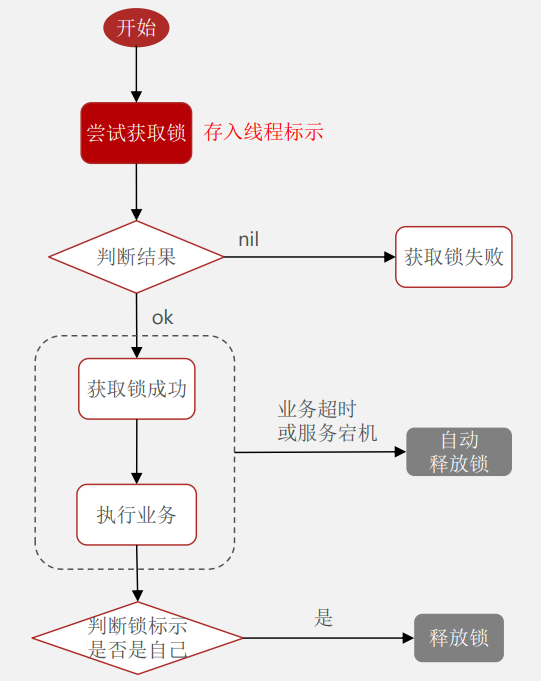 开始
尝试获取锁
存入线程标示
判断结果
nil
获取锁失败
ok
获取锁成功
业务超时
或服务宕机
自动
释放锁
执行业务
判断锁标示
是否是自己
是
释放锁